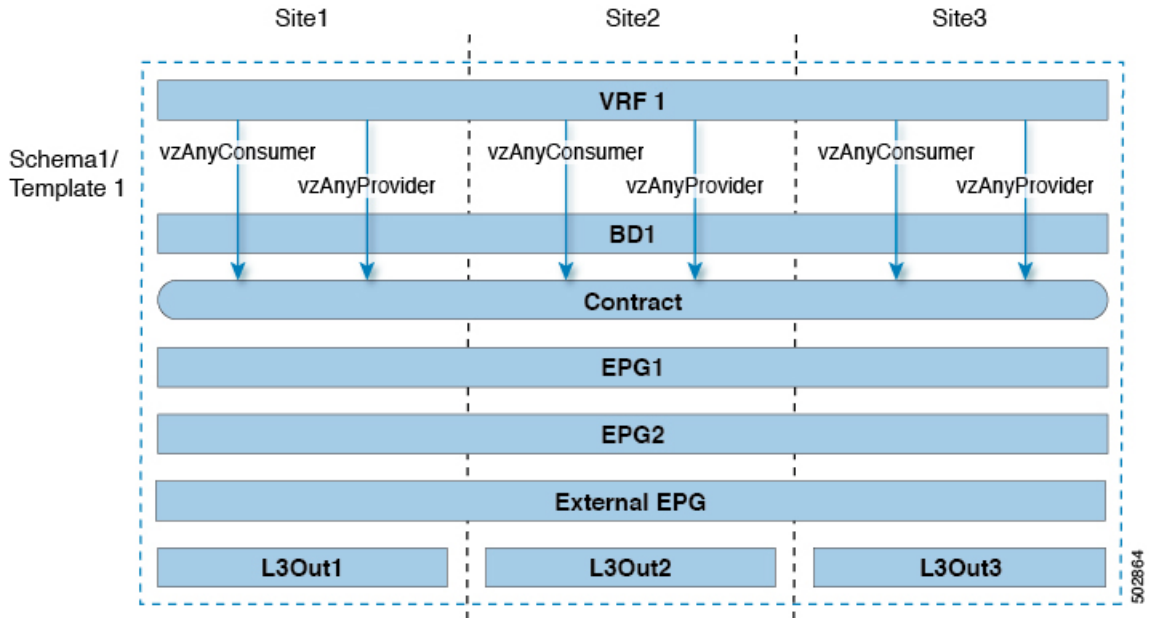 Site1
Site2
Site3
VRF 1
Schema1/
Template 1
vzAnyConsumer
vzAnyProvider
vzAnyConsumer
vzAnyProvider
vzAnyConsumer
vzAnyProvider
BD1
Contract
EPG1
EPG2
External EPG
L3Out1
L3Out2
L3Out3
502864